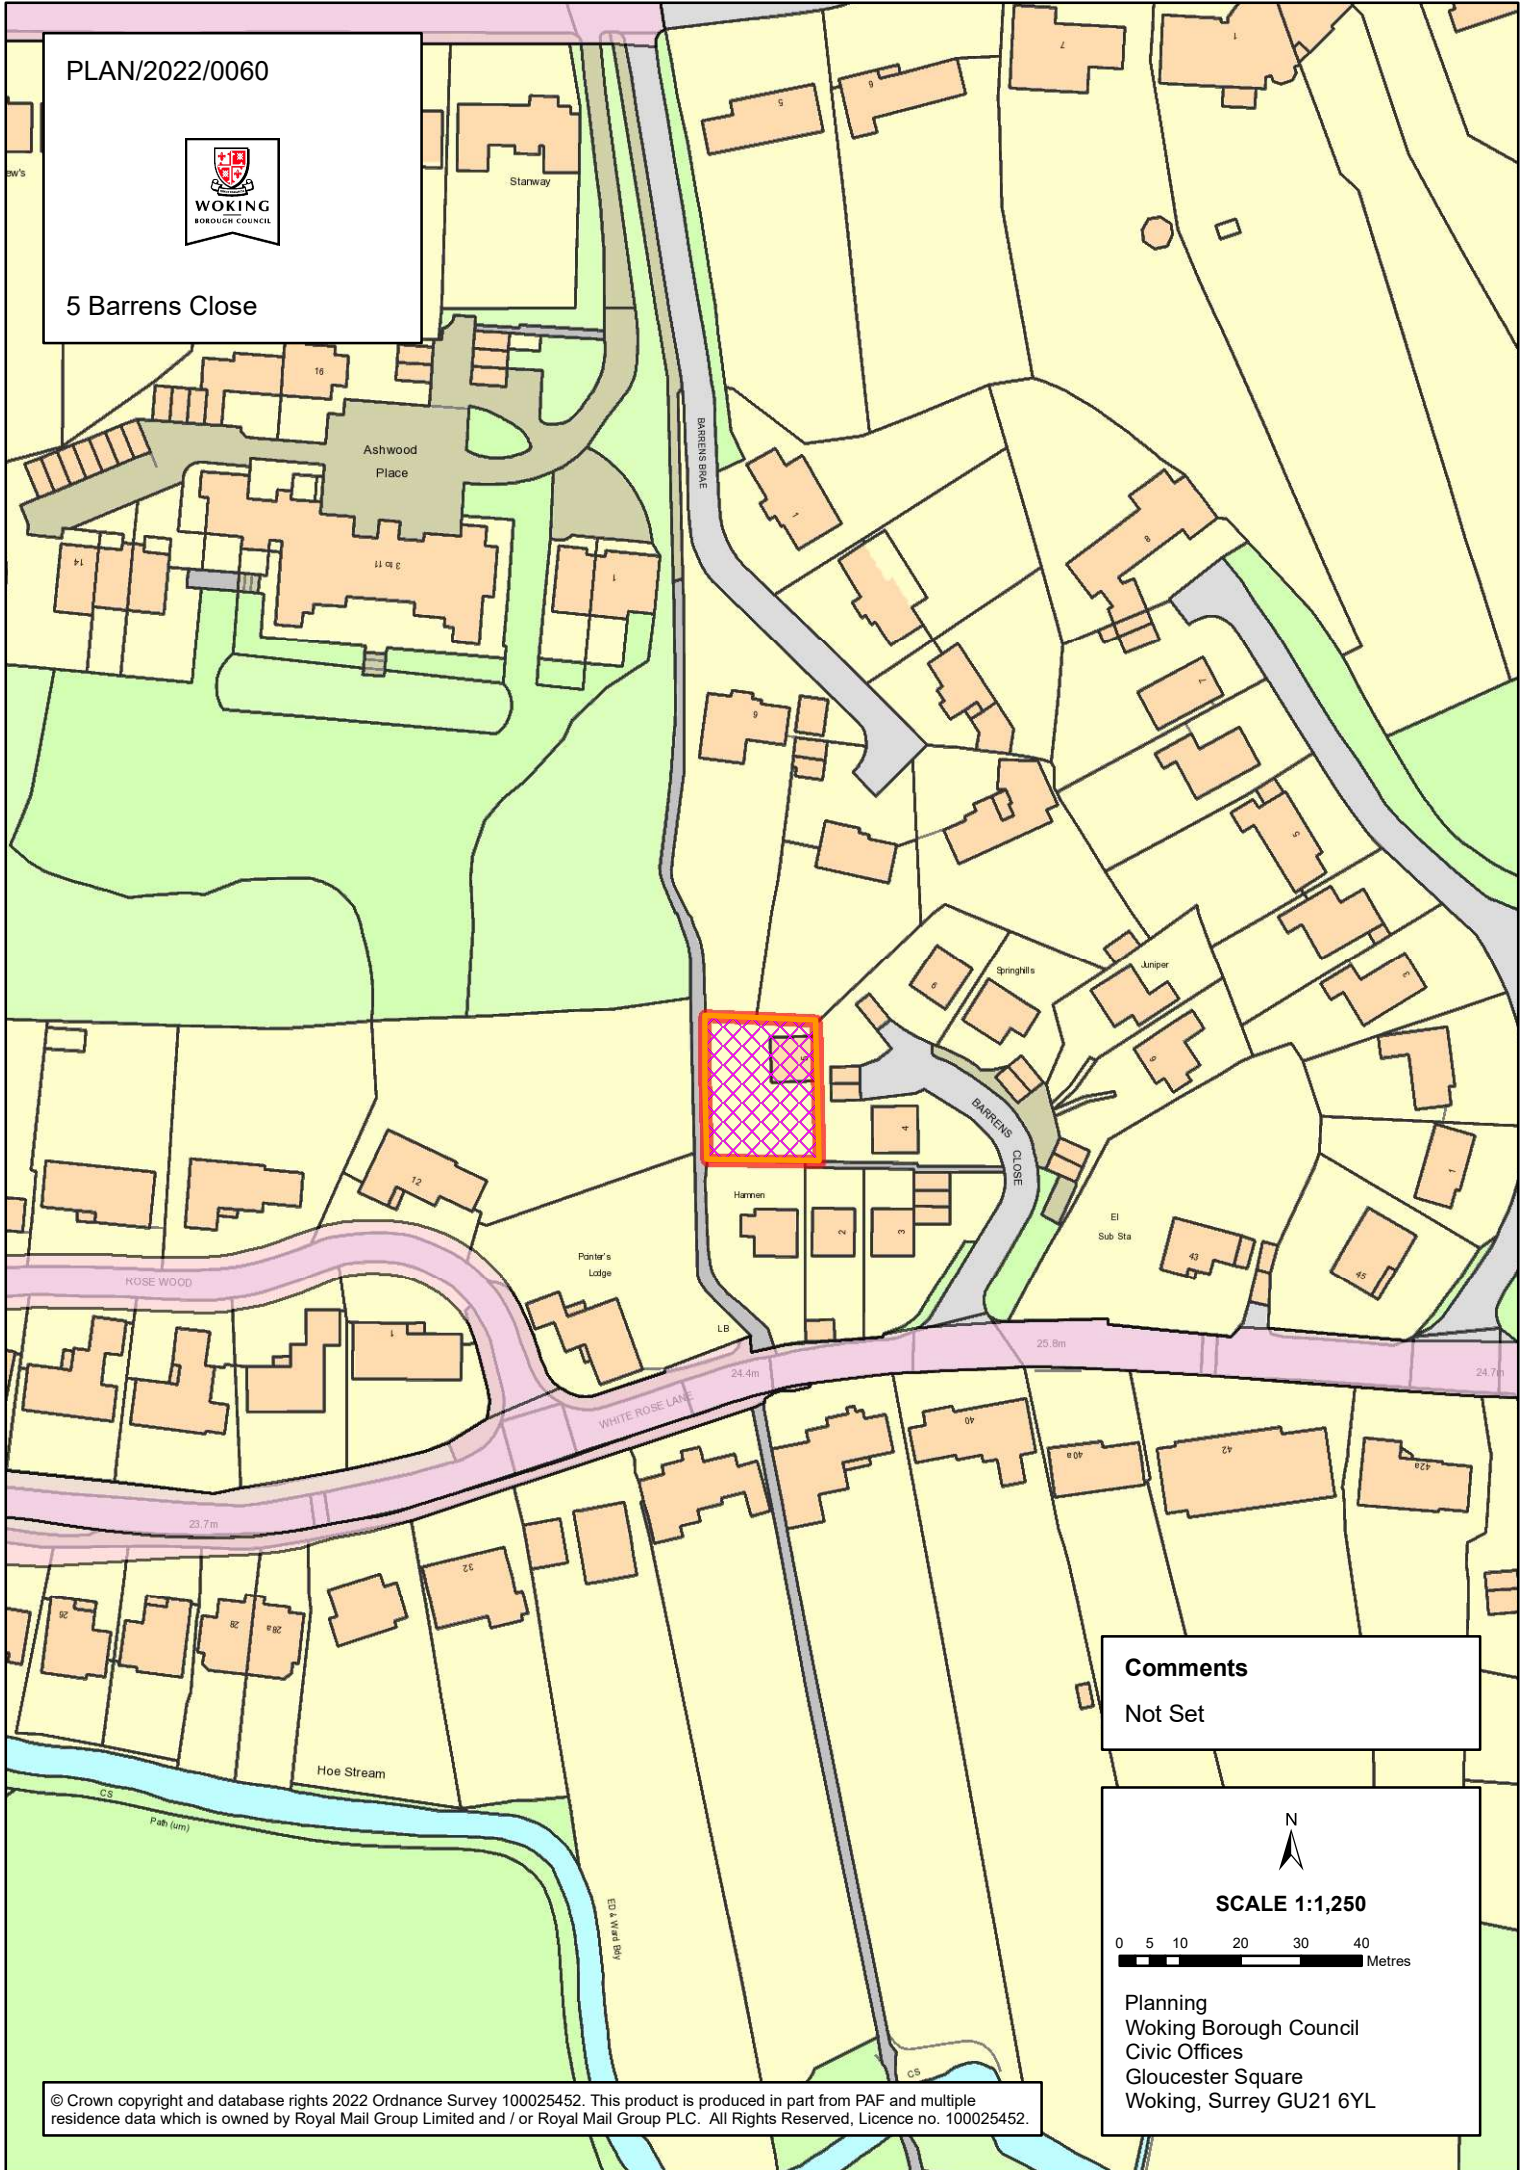 PLAN/2022/0060
WOKING
BOROUGH COUNCIL
5 Barrens Close
ew's
Stanway
5
6
7
1
16
Ashwood
Place
BARRENS BRAE
1
8
14
3 to 11
1
9
7
5
3
6
Springhills
Juniper
9
5
4
BARRENS
CLOSE
12
Hamnen
2
3
El
Sub Sta
43
45
1
Pointer's
Lodge
ROSE WOOD
1
LB
24.4m
25.8m
24.7m
WHITE ROSE LANE
40
40a
42
42a
23.7m
32
26
28
28a
Hoe Stream
CS
Path (um)
ED & Ward Bdy
CS
Comments
Not Set
N
SCALE 1:1,250
0 5 10 20 30 40
Metres
Planning
Woking Borough Council
Civic Offices
Gloucester Square
Woking, Surrey GU21 6YL
© Crown copyright and database rights 2022 Ordnance Survey 100025452. This product is produced in part from PAF and multiple
residence data which is owned by Royal Mail Group Limited and / or Royal Mail Group PLC. All Rights Reserved, Licence no. 100025452.